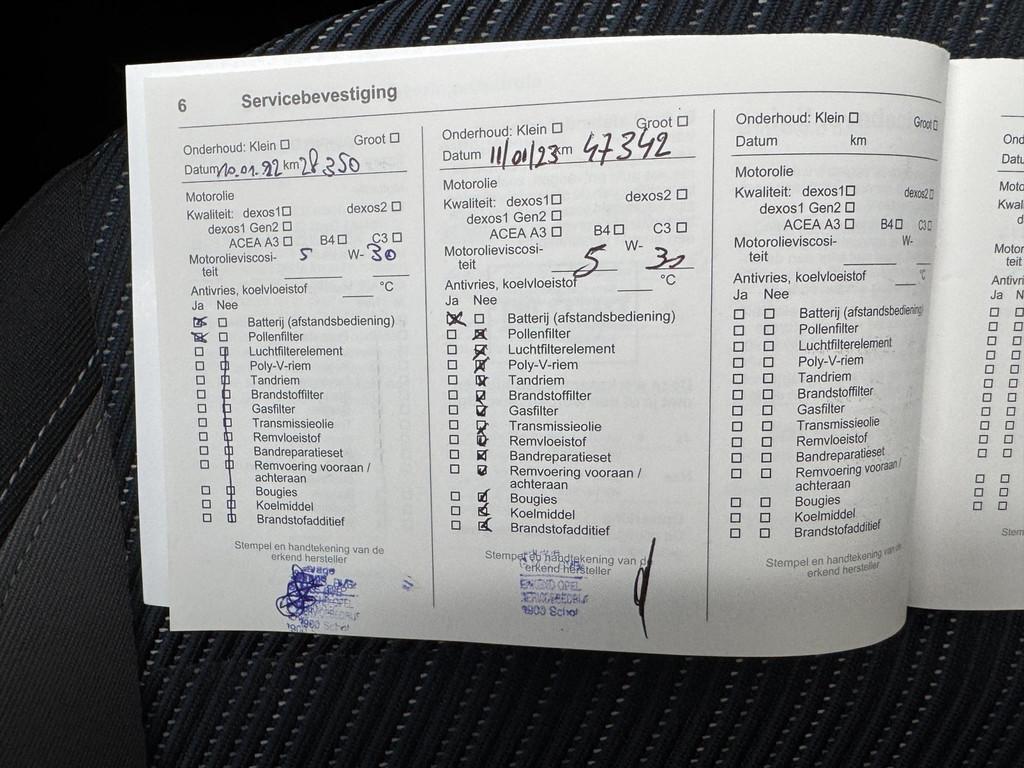 6 Servicebevestiging
Onderhoud: Klein Groot
Datum 10.01.22 km 28350
Motorolie
Kwaliteit: dexos1 dexos2
dexos1 Gen2
ACEA A3 B4 C3
Motorolieviscosi-
teit 5 W- 30
Antivries, koelvloeistof °C
Ja Nee
Batterij (afstandsbediening)
Pollenfilter
Luchtfilterelement
Poly-V-riem
Tandriem
Brandstoffilter
Gasfilter
Transmissieolie
Remvloeistof
Bandreparatieset
Remvoering vooraan /
achteraan
Bougies
Koelmiddel
Brandstofadditief
Stempel en handtekening van de
erkend hersteller
Onderhoud: Klein Groot
Datum 11/01/23 km 47342
Motorolie
Kwaliteit: dexos1 dexos2
dexos1 Gen2
ACEA A3 B4 C3
Motorolieviscosi-
teit 5 W- 30
Antivries, koelvloeistof °C
Ja Nee
Batterij (afstandsbediening)
Pollenfilter
Luchtfilterelement
Poly-V-riem
Tandriem
Brandstoffilter
Gasfilter
Transmissieolie
Remvloeistof
Bandreparatieset
Remvoering vooraan /
achteraan
Bougies
Koelmiddel
Brandstofadditief
Stempel en handtekening van de
erkend hersteller
ERKEND OPEL
SERVICEBEDRIJF
Onderhoud: Klein Groot
Datum km
Motorolie
Kwaliteit: dexos1 dexos2
dexos1 Gen2
ACEA A3 B4 C3
Motorolieviscosi-
teit W-
Antivries, koelvloeistof °C
Ja Nee
Batterij (afstandsbediening)
Pollenfilter
Luchtfilterelement
Poly-V-riem
Tandriem
Brandstoffilter
Gasfilter
Transmissieolie
Remvloeistof
Bandreparatieset
Remvoering vooraan /
achteraan
Bougies
Koelmiddel
Brandstofadditief
Stempel en handtekening van de
erkend hersteller
Ja N